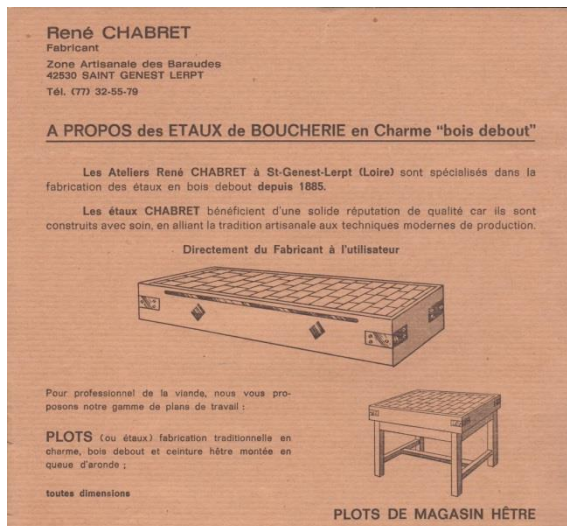 René CHABRET
Fabricant
Zone Artisanale des Baraudes
42530 SAINT GENEST LERPT
Tél. (77) 32-55-79
A PROPOS des ETAUX de BOUCHERIE en Charme "bois debout"
Les Ateliers René CHABRET à St-Genest-Lerpt (Loire) sont spécialisés dans la
fabrication des étaux en bois debout depuis 1885.
Les étaux CHABRET bénéficient d'une solide réputation de qualité car ils sont
construits avec soin, en alliant la tradition artisanale aux techniques modernes de production.
Directement du Fabricant à l'utilisateur
Pour professionnel de la viande, nous vous pro-
posons notre gamme de plans de travail :
PLOTS (ou étaux) fabrication traditionnelle en
charme, bois debout et ceinture hêtre montée en
queue d'aronde ;
toutes dimensions
PLOTS DE MAGASIN HÊTRE